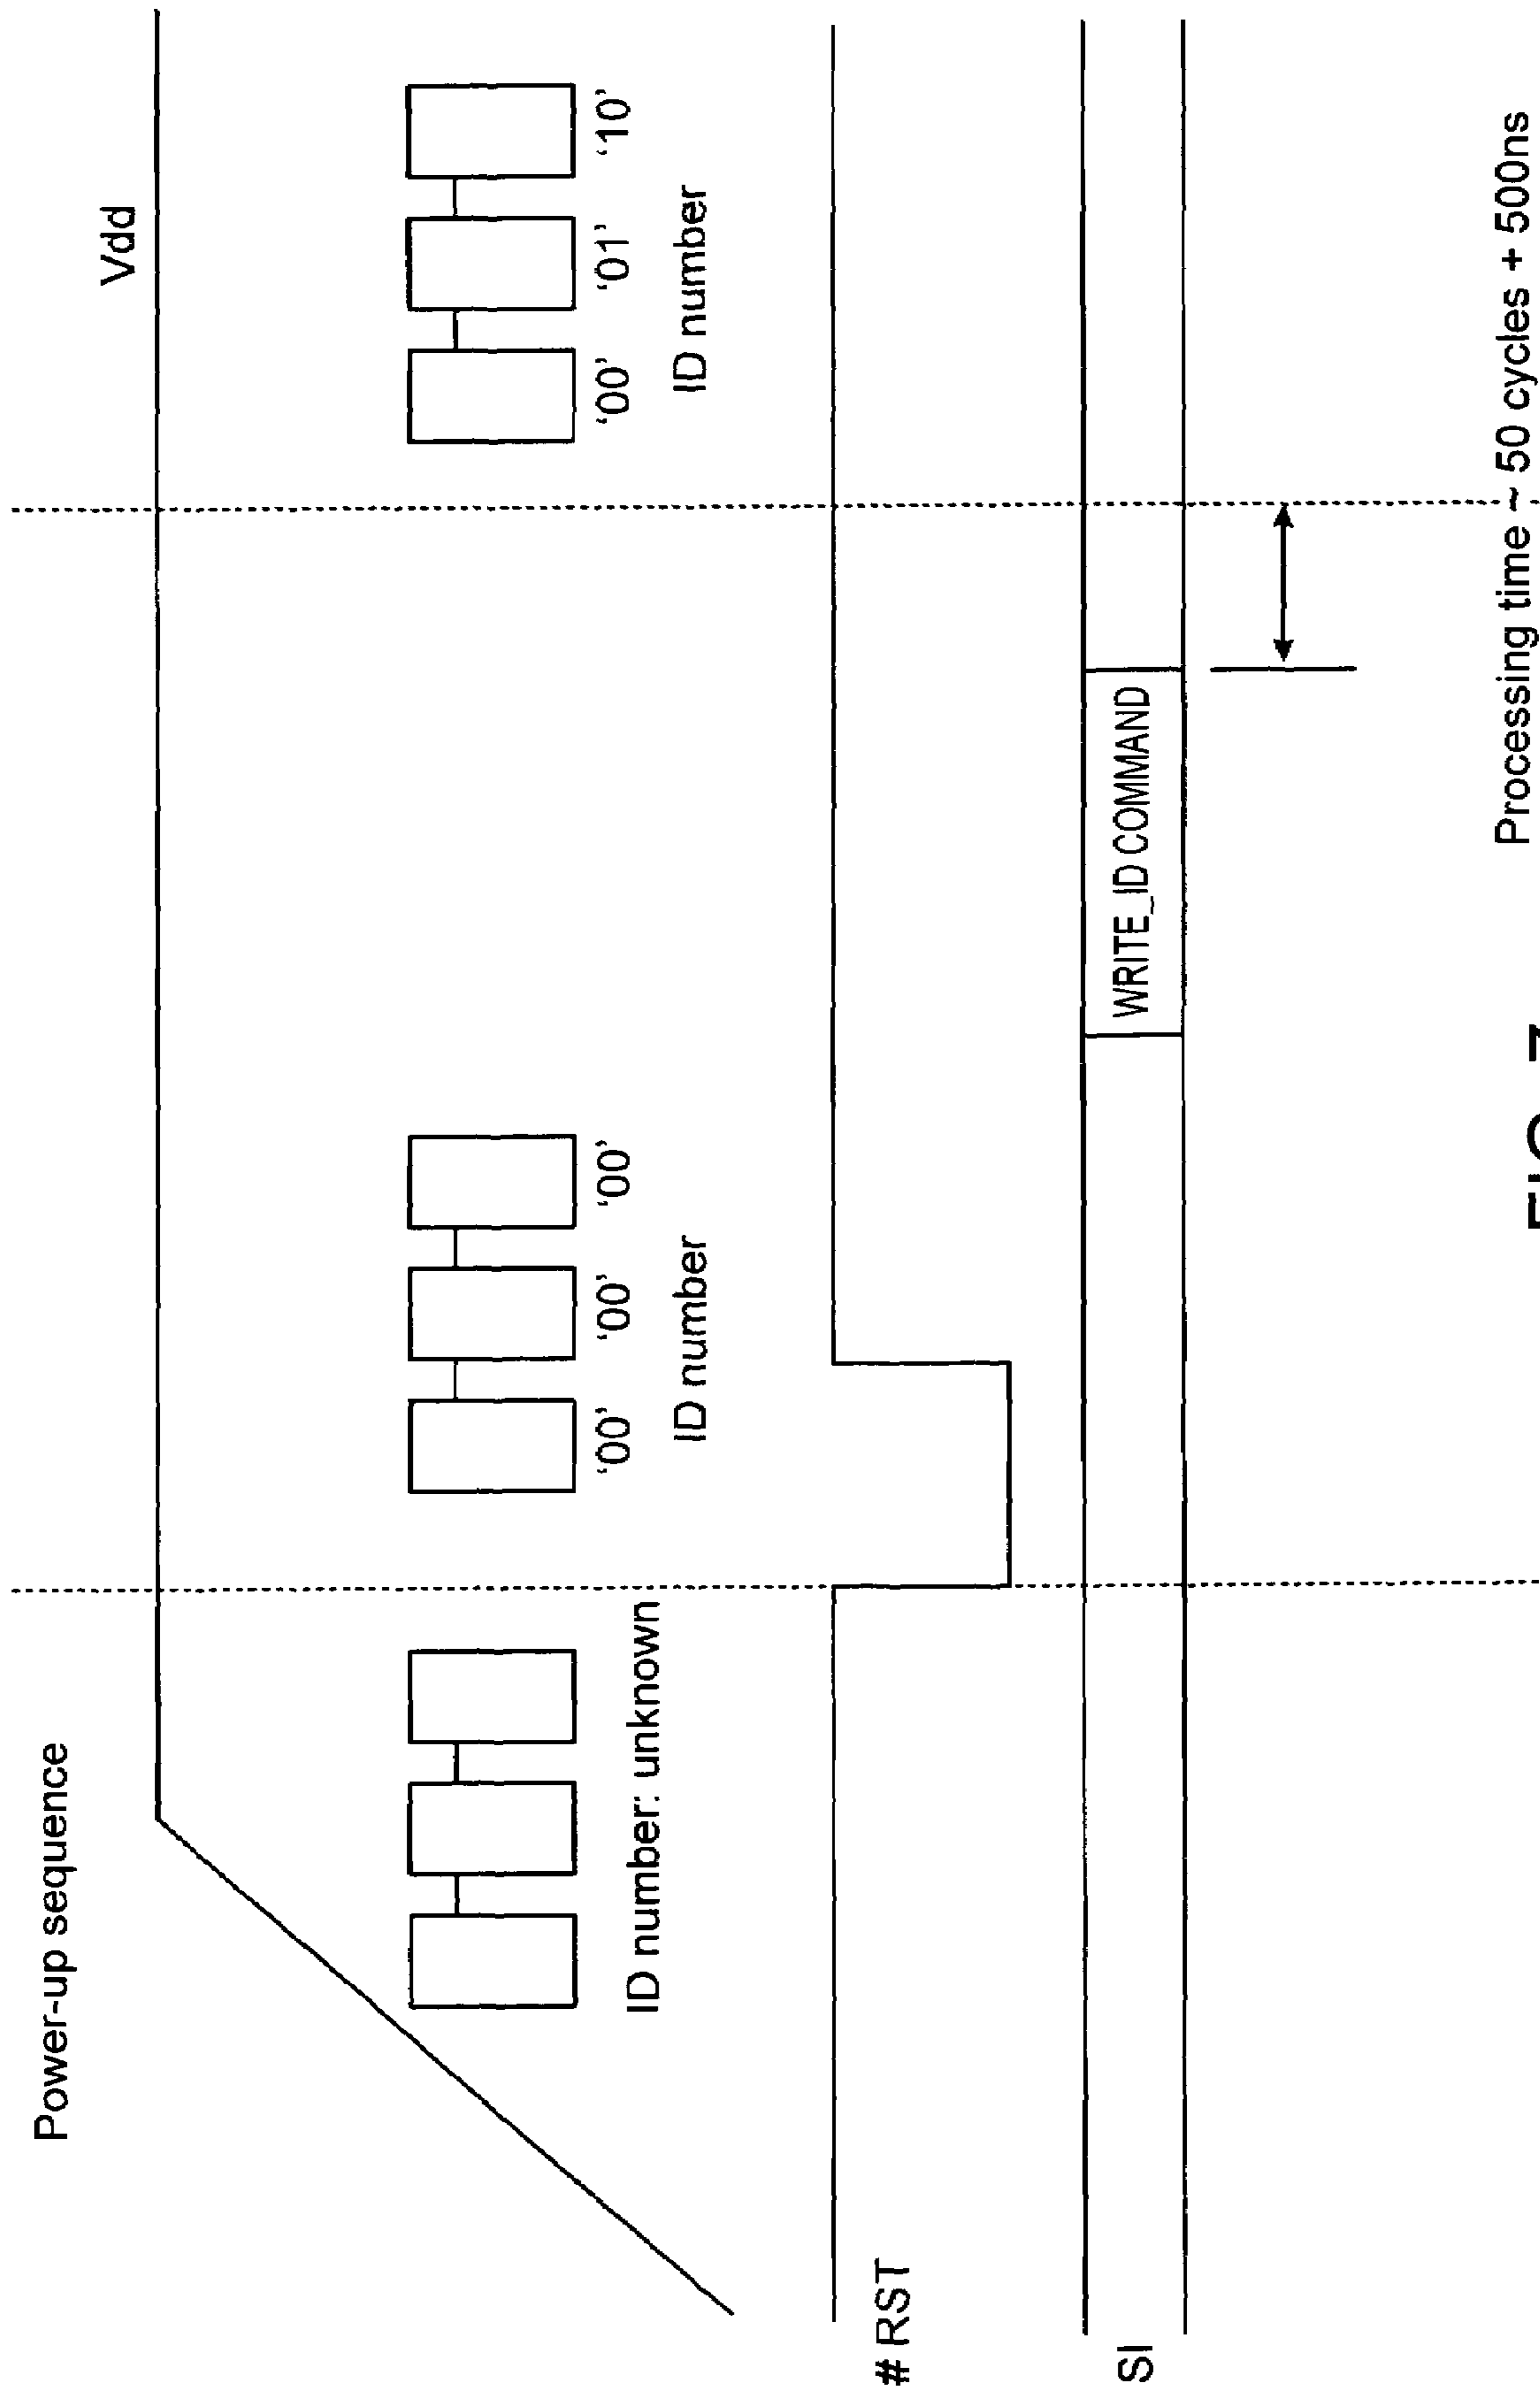 Power-up sequence
Vdd
‘00’ ‘00’ ‘00’
‘00’ ‘01’ ‘10’
ID number: unknown
ID number
ID number
# RST
SI
WRITE_ID COMMAND
Processing time ~ 50 cycles + 500ns